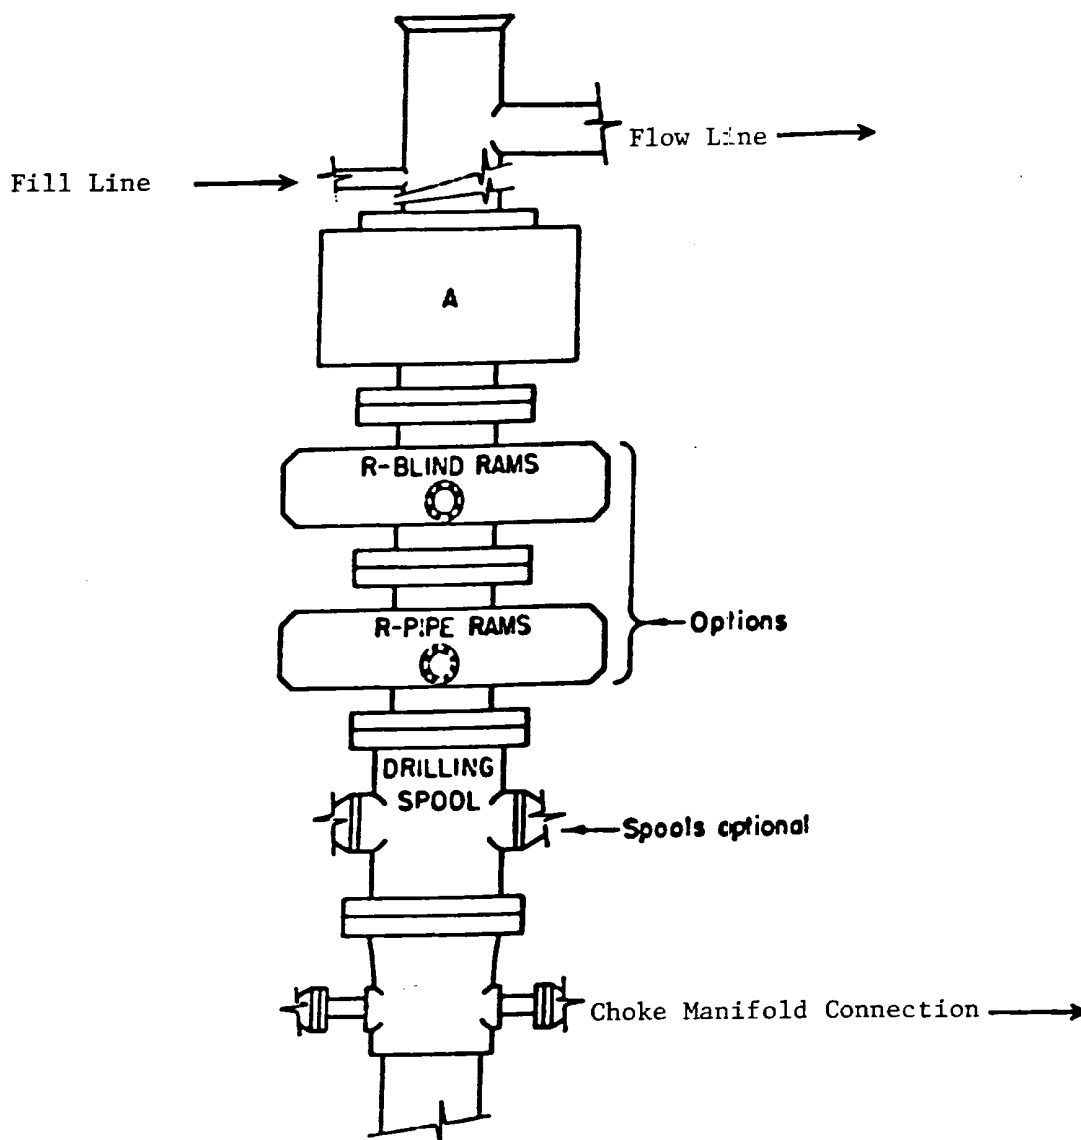 Flow Line
Fill Line
A
R-BLIND RAMS
R-PIPE RAMS
Options
DRILLING
SPOOL
Spools optional
Choke Manifold Connection